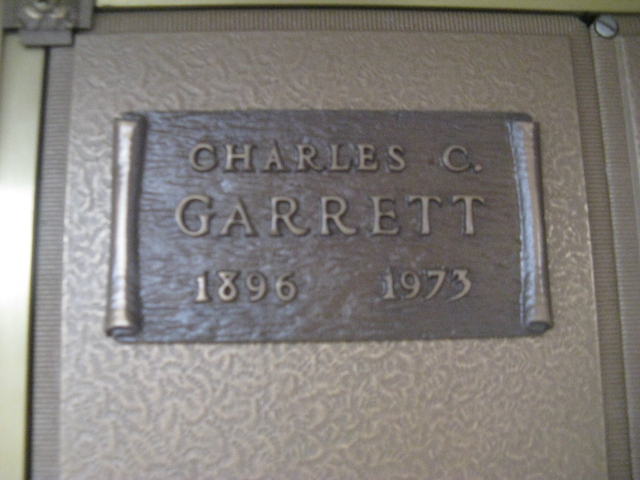 CHARLES C.
GARRETT
1896 1973